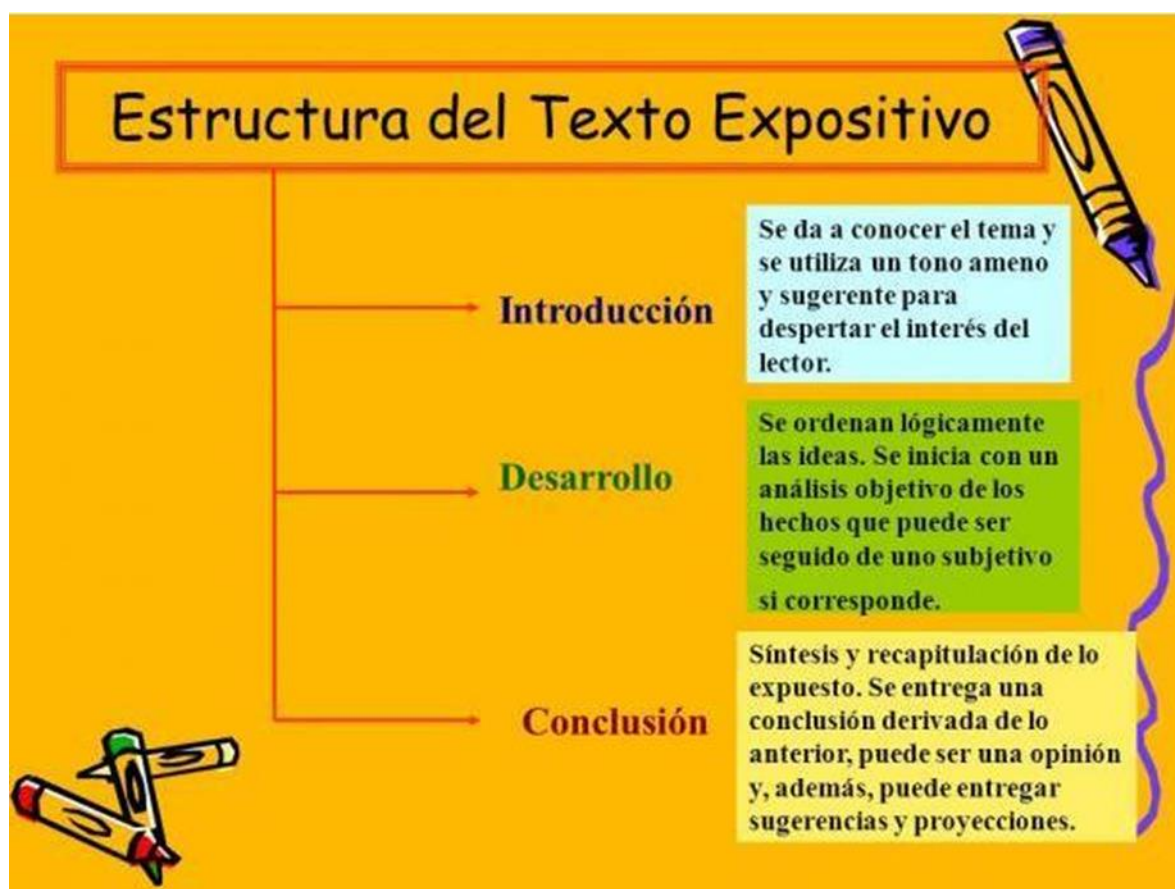 Estructura del Texto Expositivo
Introducción
Se da a conocer el tema y
se utiliza un tono ameno
y sugerente para
despertar el interés del
lector.
Desarrollo
Se ordenan lógicamente
las ideas. Se inicia con un
análisis objetivo de los
hechos que puede ser
seguido de uno subjetivo
si corresponde.
Conclusión
Síntesis y recapitulación de lo
expuesto. Se entrega una
conclusión derivada de lo
anterior, puede ser una opinión
y, además, puede entregar
sugerencias y proyecciones.